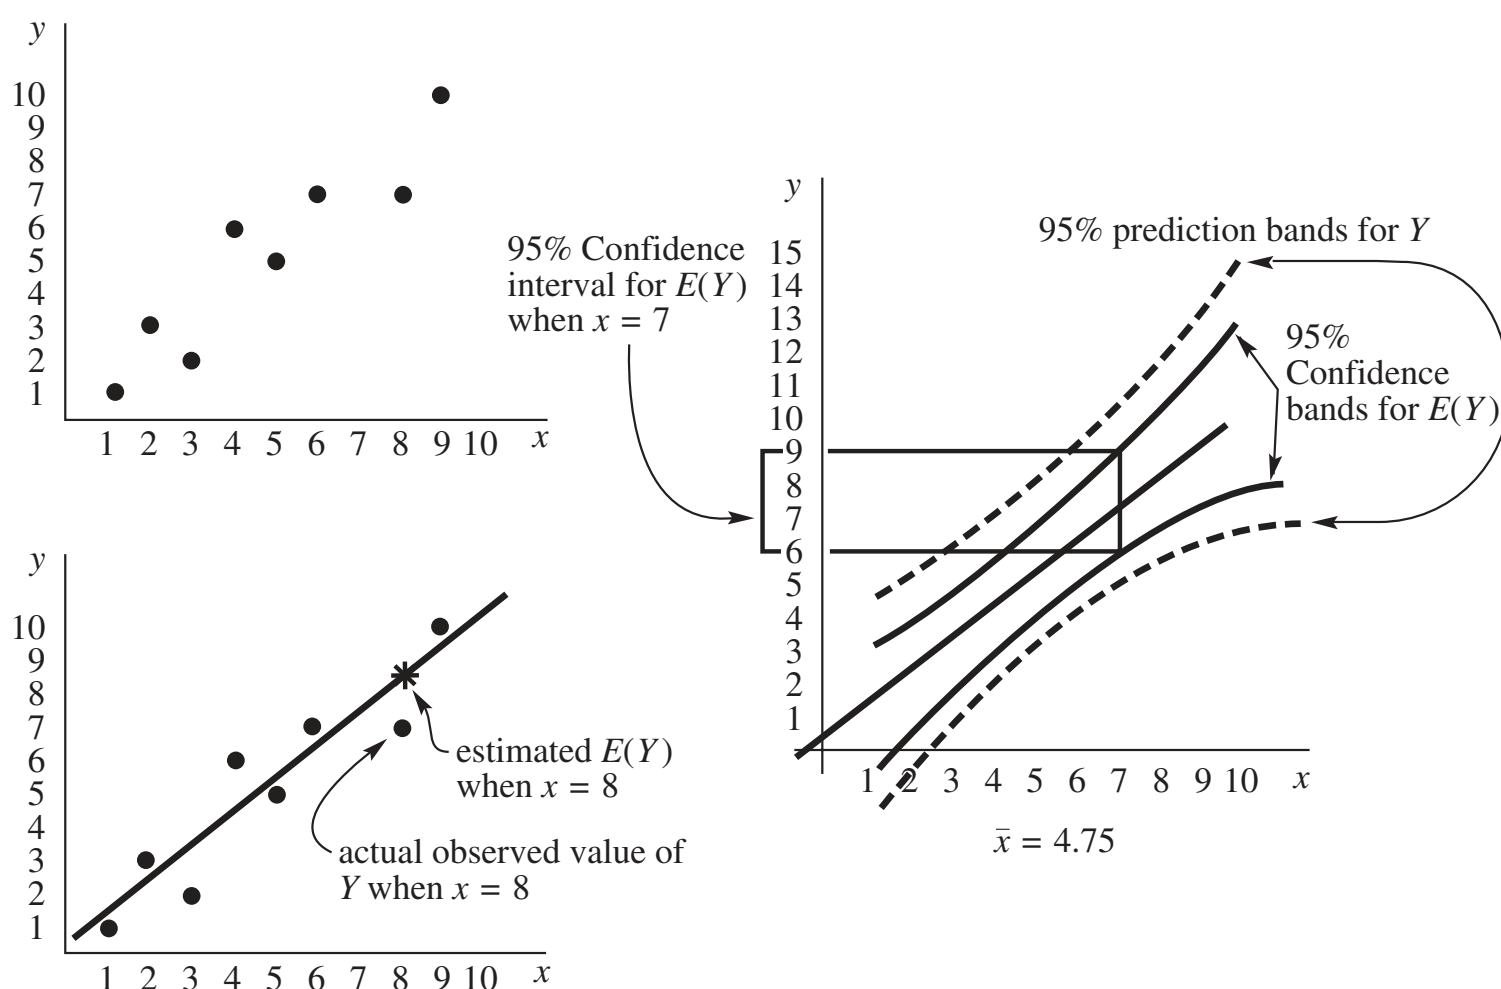 y
10
9
8
7
6
5
4
3
2
1
1 2 3 4 5 6 7 8 9 10 x
95% Confidence
interval for E(Y)
when x = 7
y
10
9
8
7
6
5
4
3
2
1
estimated E(Y)
when x = 8
actual observed value of
Y when x = 8
1 2 3 4 5 6 7 8 9 10 x
y
95% prediction bands for Y
15
14
13
12
11
10
9
8
7
6
5
4
3
2
1
95%
Confidence
bands for E(Y)
1 2 3 4 5 6 7 8 9 10 x
x̄ = 4.75